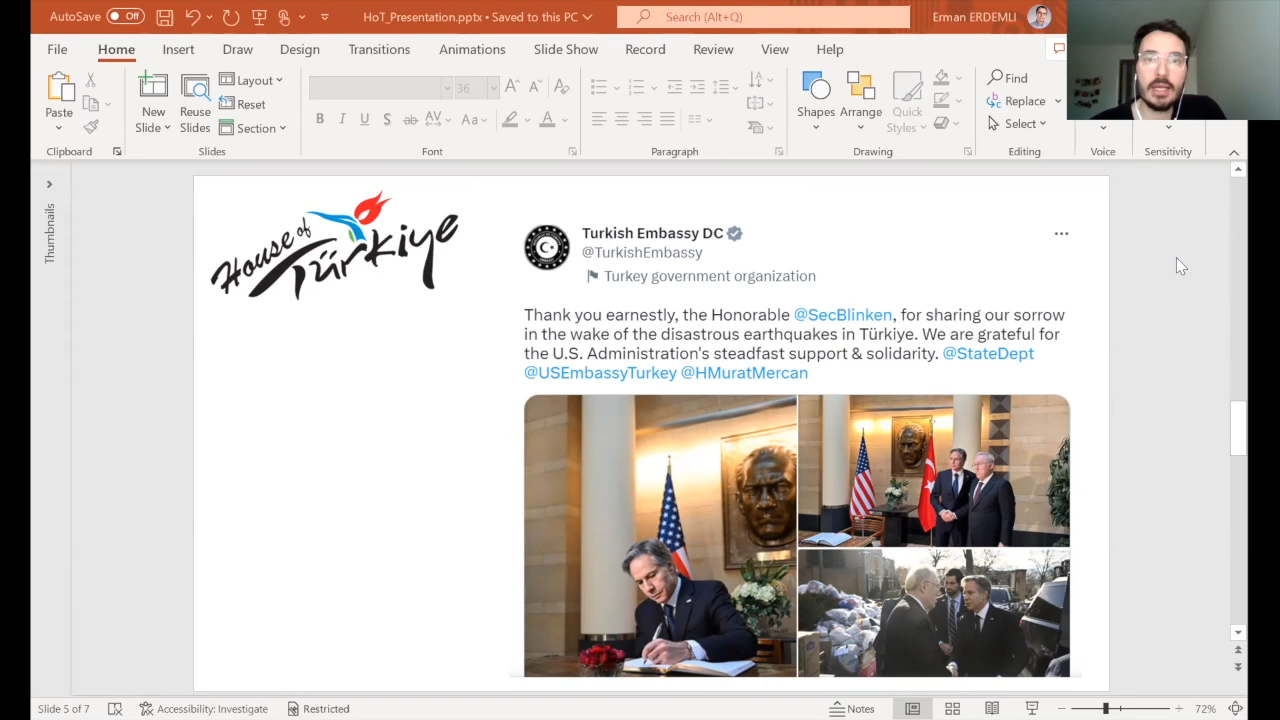 AutoSave Off HoT_Presentation.pptx • Saved to this PC Search (Alt+Q) Erman ERDEMLI
File Home Insert Draw Design Transitions Animations Slide Show Record Review View Help
Paste
New
Slide
Reuse
Slides
Layout
Reset
Section
36
B I U S ab AV Aa A
Shapes
Arrange
Quick
Styles
Find
Replace
Select
Clipboard Slides Font Paragraph Drawing Editing Voice Sensitivity
Thumbnails
House of
Türkiye
Turkish Embassy DC
@TurkishEmbassy
Turkey government organization
Thank you earnestly, the Honorable @SecBlinken, for sharing our sorrow
in the wake of the disastrous earthquakes in Türkiye. We are grateful for
the U.S. Administration's steadfast support & solidarity. @StateDept
@USEmbassyTurkey @HMuratMercan
Slide 5 of 7 Accessibility: Investigate Restricted Notes 72%